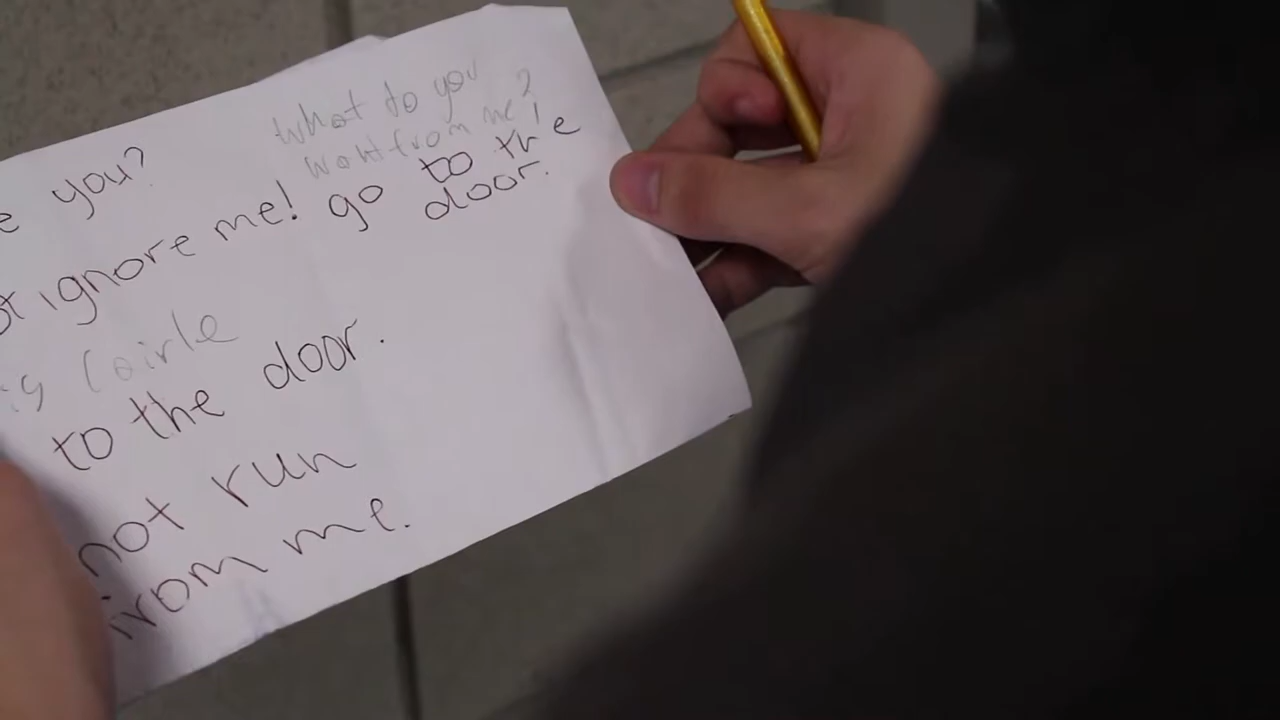 What do you
want from me?!
you?
ignore me! go to the
door.
to the door.
not run
from me.